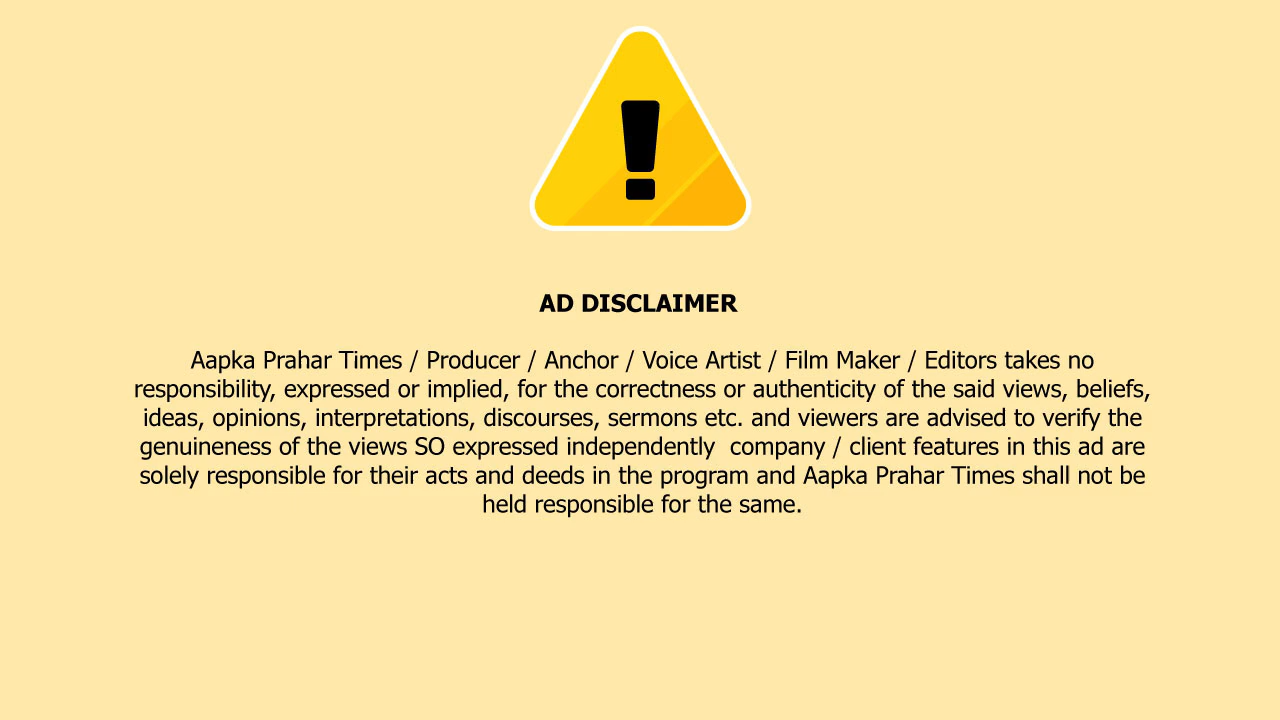 AD DISCLAIMER
Aapka Prahar Times / Producer / Anchor / Voice Artist / Film Maker / Editors takes no
responsibility, expressed or implied, for the correctness or authenticity of the said views, beliefs,
ideas, opinions, interpretations, discourses, sermons etc. and viewers are advised to verify the
genuineness of the views SO expressed independently  company / client features in this ad are
solely responsible for their acts and deeds in the program and Aapka Prahar Times shall not be
held responsible for the same.